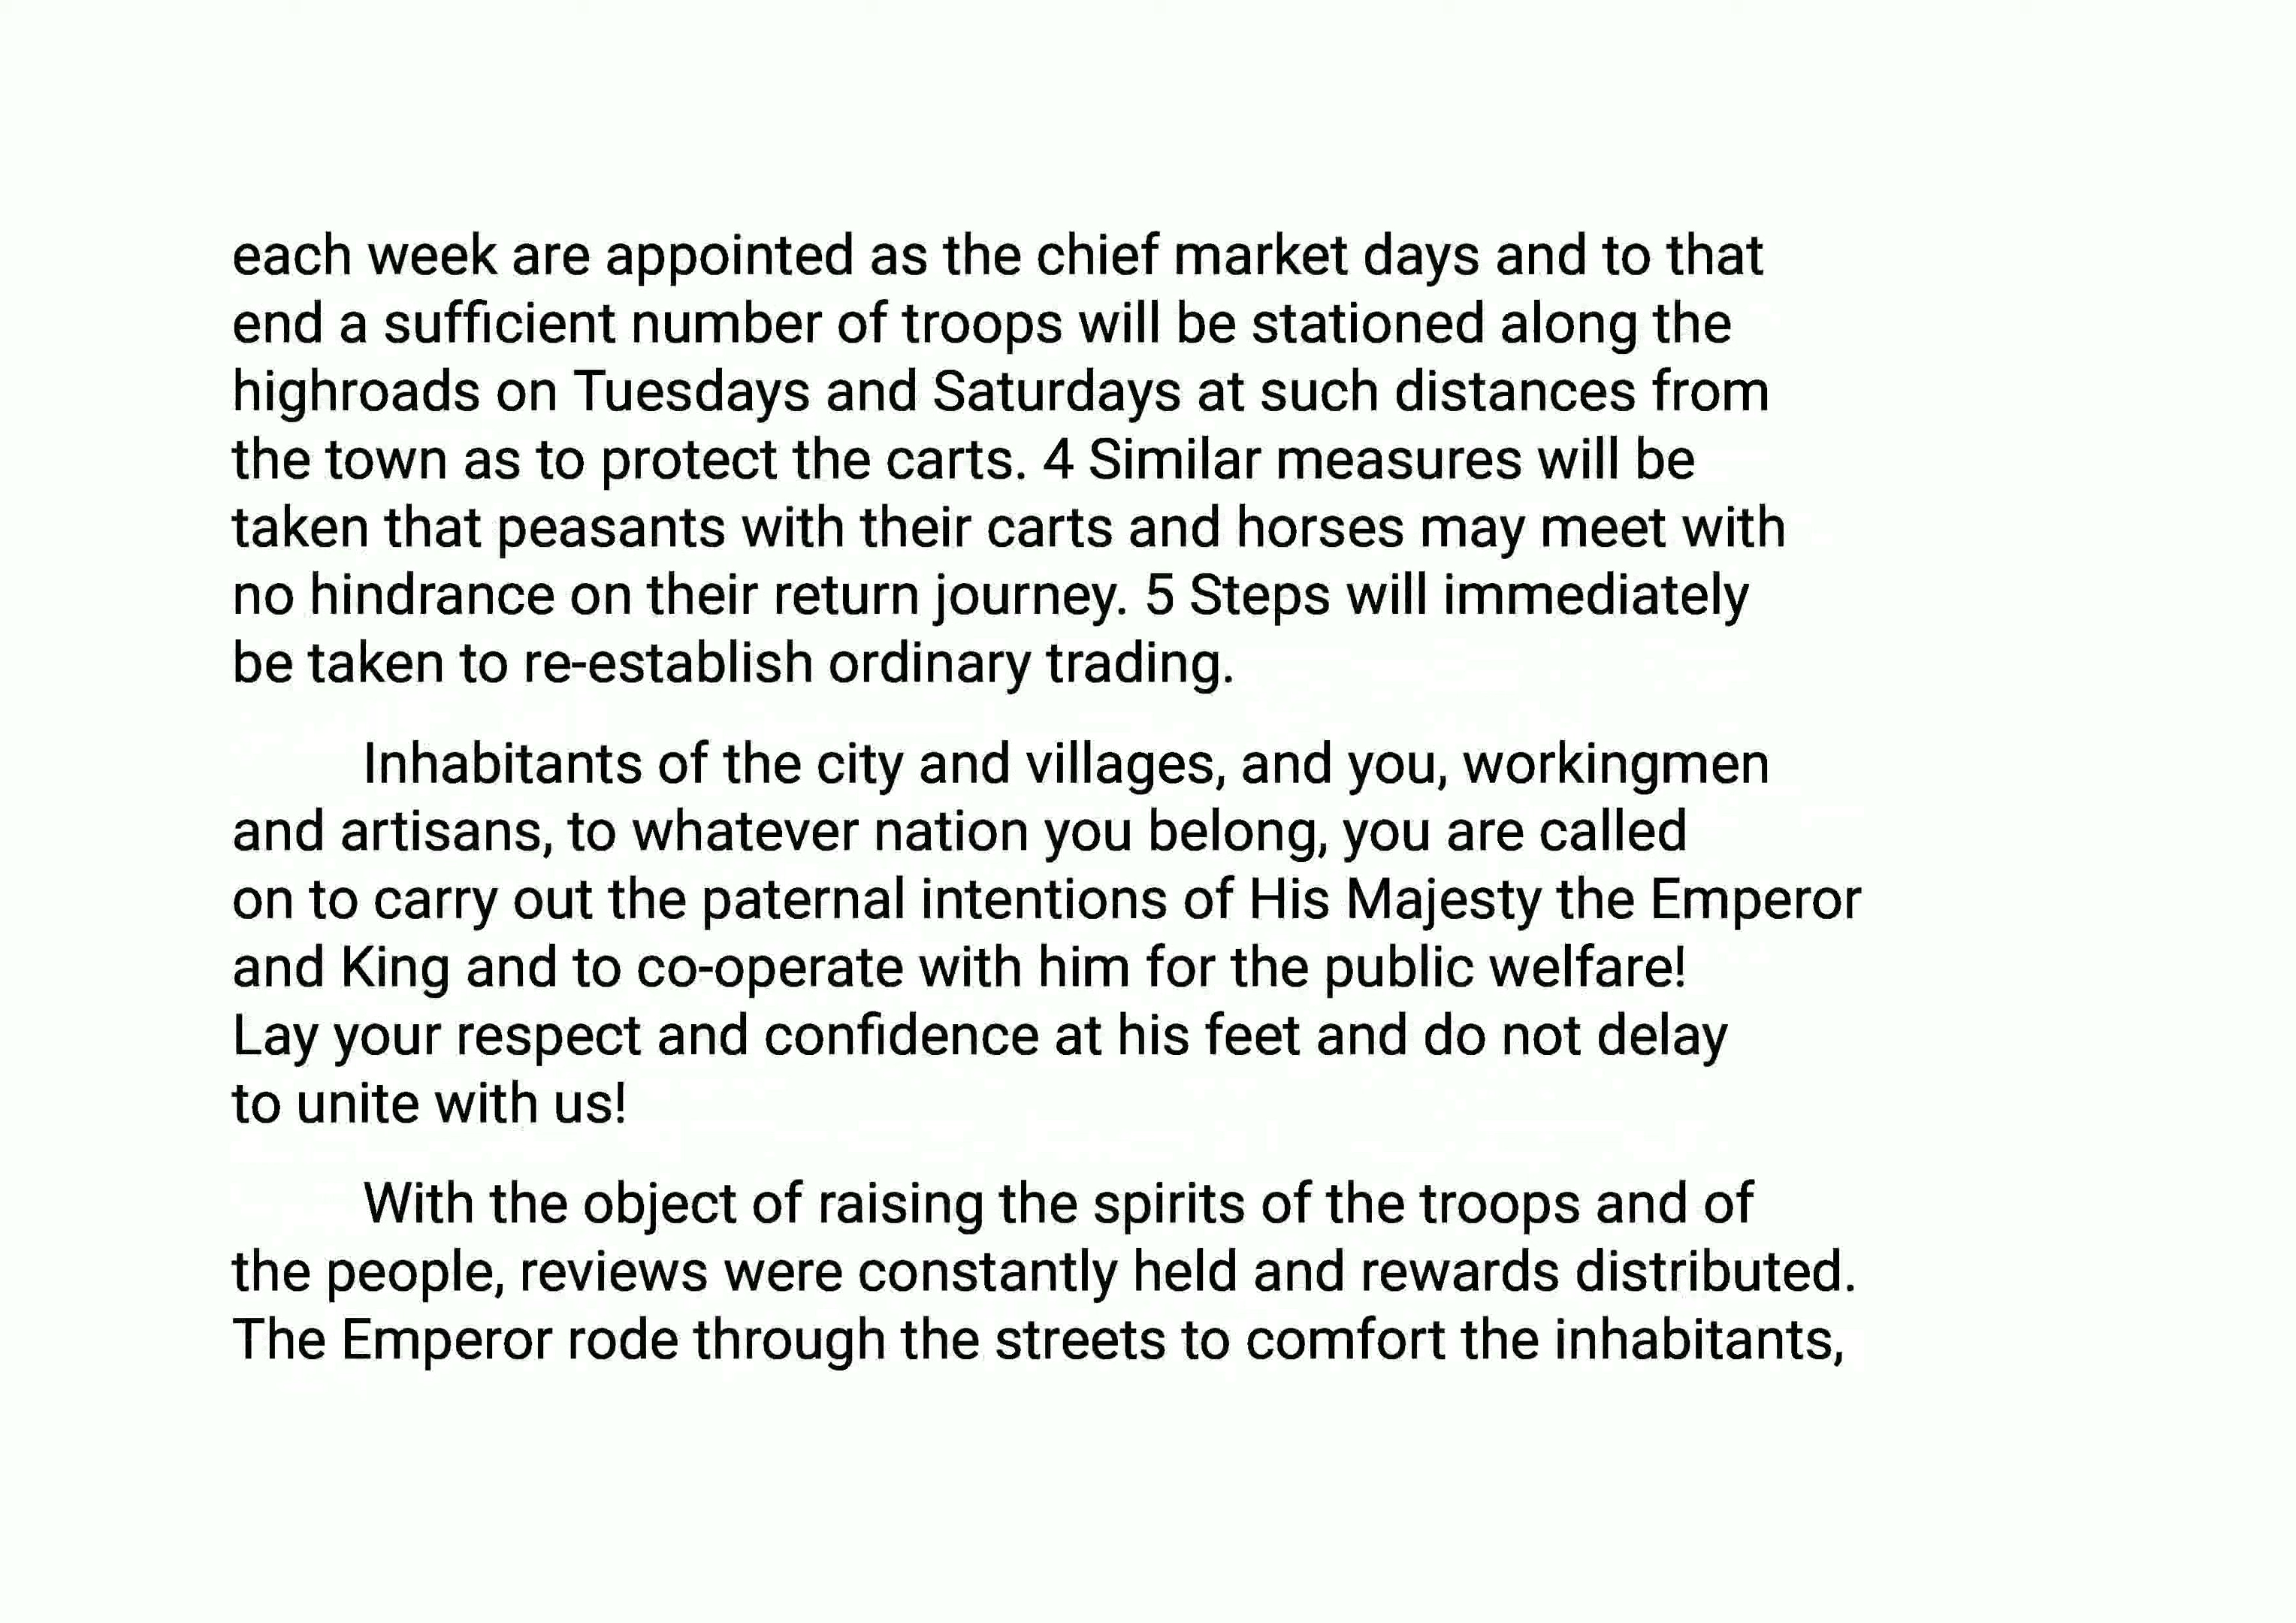 each week are appointed as the chief market days and to that
end a sufficient number of troops will be stationed along the
highroads on Tuesdays and Saturdays at such distances from
the town as to protect the carts. 4 Similar measures will be
taken that peasants with their carts and horses may meet with
no hindrance on their return journey. 5 Steps will immediately
be taken to re-establish ordinary trading.
Inhabitants of the city and villages, and you, workingmen
and artisans, to whatever nation you belong, you are called
on to carry out the paternal intentions of His Majesty the Emperor
and King and to co-operate with him for the public welfare!
Lay your respect and confidence at his feet and do not delay
to unite with us!
With the object of raising the spirits of the troops and of
the people, reviews were constantly held and rewards distributed.
The Emperor rode through the streets to comfort the inhabitants,